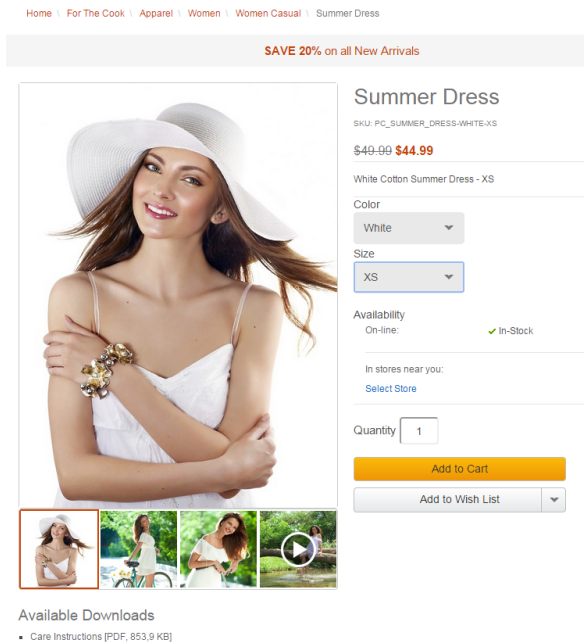 Home \ For The Cook \ Apparel \ Women \ Women Casual \ Summer Dress
SAVE 20% on all New Arrivals
Summer Dress
SKU: PC_SUMMER_DRESS-WHITE-XS
$49.99 $44.99
White Cotton Summer Dress - XS
Color
White
Size
XS
Availability
On-line: In-Stock
In stores near you:
Select Store
Quantity 1
Add to Cart
Add to Wish List
Available Downloads
Care Instructions [PDF, 853,9 KB]